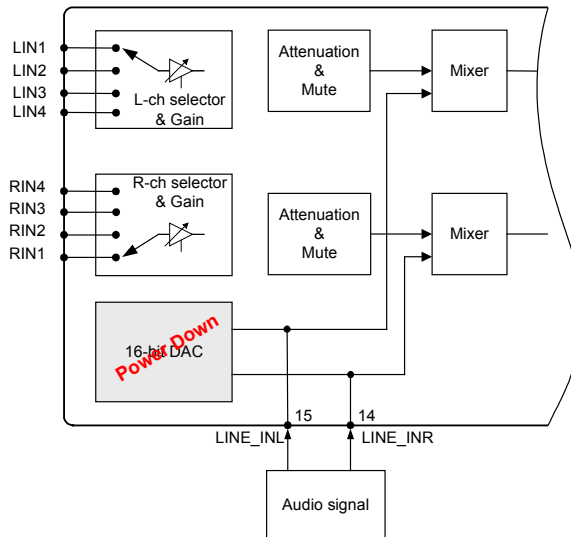 LIN1
LIN2
LIN3
LIN4
L-ch selector
& Gain
Attenuation
&
Mute
Mixer
RIN4
RIN3
RIN2
RIN1
R-ch selector
& Gain
Attenuation
&
Mute
Mixer
16-bit DAC
Power Down
15
14
LINE_INL
LINE_INR
Audio signal